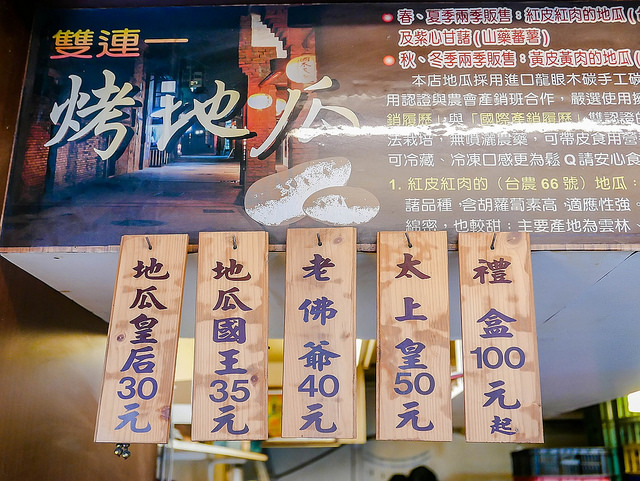 雙連一
烤地瓜
春、夏季兩季販售：紅皮紅肉的地瓜
及紫心甘藷(山藥蕃薯)
秋、冬季兩季販售：黃皮黃肉的地瓜
本店地瓜採用進口龍眼木碳手工碳
用認證與農會產銷班合作，嚴選使用
銷履歷」與「國際產銷履歷」雙認證
法栽培，無噴灑農藥，可帶皮食用
可冷藏、冷凍口感更為鬆Q請安心食
1. 紅皮紅肉的（台農66號）地瓜：
藷品種，含胡蘿蔔素高，適應性強。
綿密，也較甜；主要產地為雲林、
地瓜皇后30元
地瓜國王35元
老佛爺40元
太上皇50元
禮盒100元起